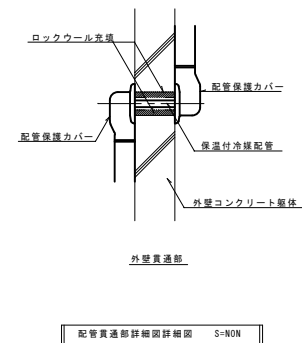 ロックウール充填
配管保護カバー
配管保護カバー
保温付冷媒配管
外壁コンクリート躯体
外壁貫通部
配管貫通部詳細図詳細図 S=NON